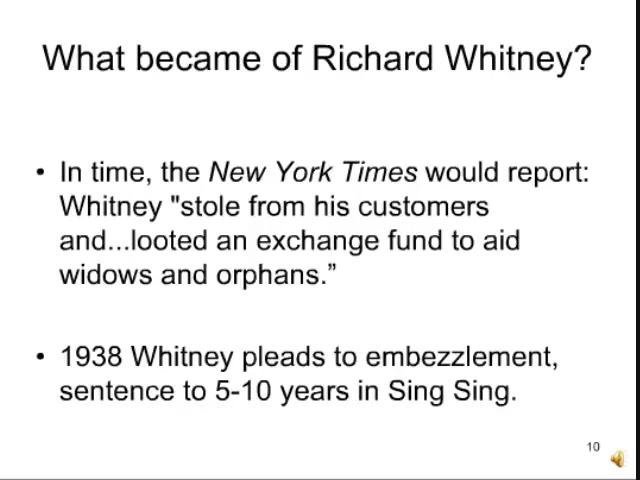 What became of Richard Whitney?
• In time, the New York Times would report:
Whitney "stole from his customers
and...looted an exchange fund to aid
widows and orphans.”
• 1938 Whitney pleads to embezzlement,
sentence to 5-10 years in Sing Sing.
10